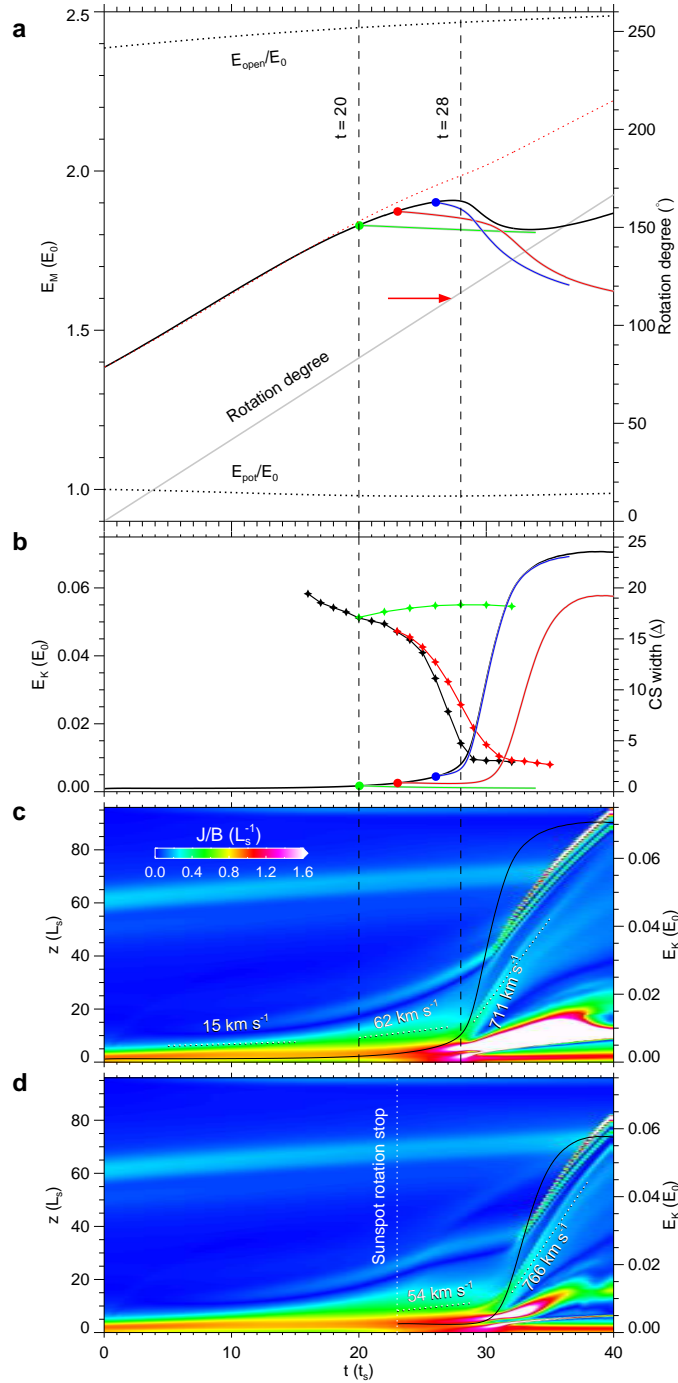 a
2.5
2.0
1.5
1.0
E_M (E_0)
E_open/E_0
t = 20
t = 28
Rotation degree
E_pot/E_0
250
200
150
100
50
0
Rotation degree (°)
b
0.06
0.04
0.02
0.00
E_K (E_0)
25
20
15
10
5
0
CS width (Δ)
c
J/B (L_s^-1)
0.0 0.4 0.8 1.2 1.6
80
60
40
20
0
z (L_s)
15 km s^-1
62 km s^-1
711 km s^-1
0.06
0.04
0.02
0.00
E_K (E_0)
d
80
60
40
20
0
z (L_s)
Sunspot rotation stop
54 km s^-1
766 km s^-1
0.06
0.04
0.02
0.00
E_K (E_0)
0 10 20 30 40
t (t_s)